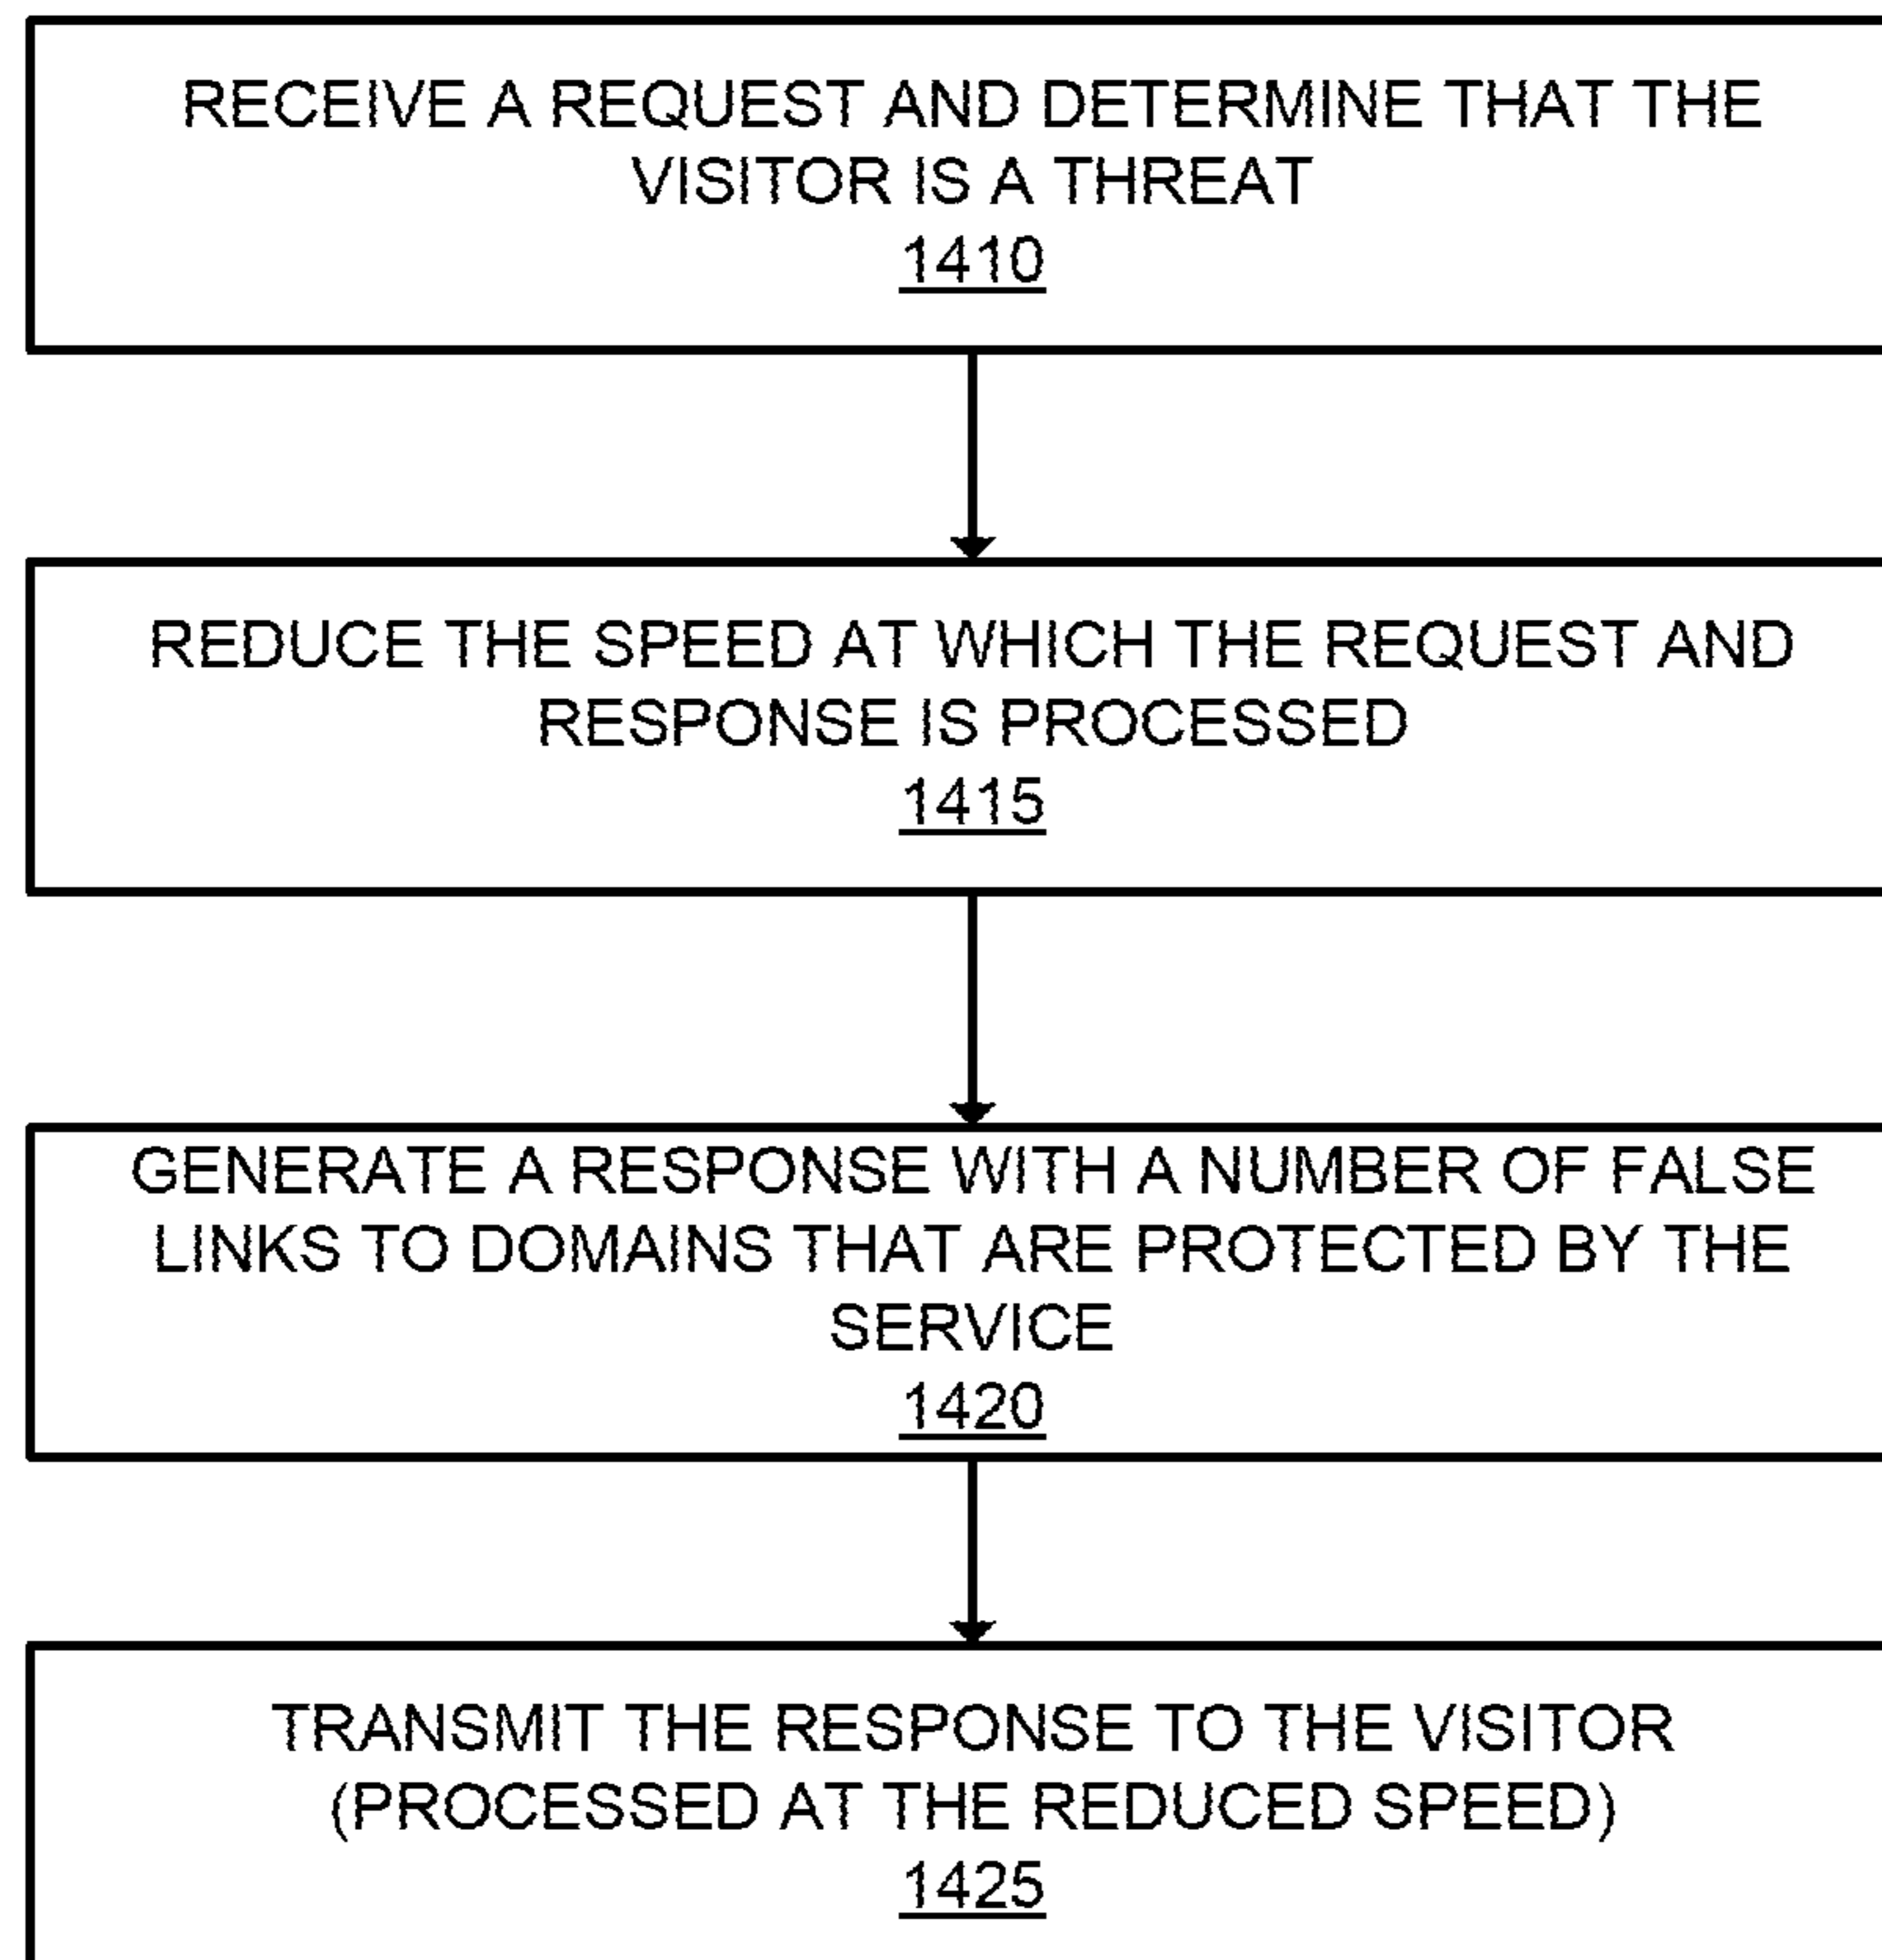 RECEIVE A REQUEST AND DETERMINE THAT THE
VISITOR IS A THREAT
1410
REDUCE THE SPEED AT WHICH THE REQUEST AND
RESPONSE IS PROCESSED
1415
GENERATE A RESPONSE WITH A NUMBER OF FALSE
LINKS TO DOMAINS THAT ARE PROTECTED BY THE
SERVICE
1420
TRANSMIT THE RESPONSE TO THE VISITOR
(PROCESSED AT THE REDUCED SPEED)
1425